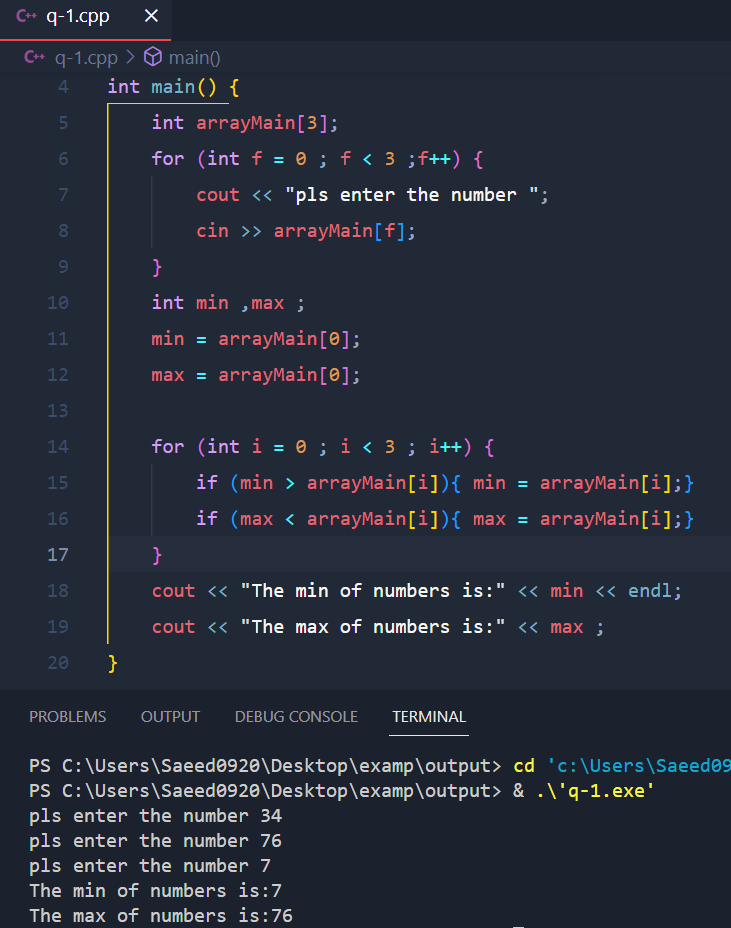 C++ q-1.cpp ×
C++ q-1.cpp > main()
4 int main() {
5 int arrayMain[3];
6 for (int f = 0 ; f < 3 ;f++) {
7 cout << "pls enter the number ";
8 cin >> arrayMain[f];
9 }
10 int min ,max ;
11 min = arrayMain[0];
12 max = arrayMain[0];
13
14 for (int i = 0 ; i < 3 ; i++) {
15 if (min > arrayMain[i]){ min = arrayMain[i];}
16 if (max < arrayMain[i]){ max = arrayMain[i];}
17 }
18 cout << "The min of numbers is:" << min << endl;
19 cout << "The max of numbers is:" << max ;
20 }
PROBLEMS OUTPUT DEBUG CONSOLE TERMINAL
PS C:\Users\Saeed0920\Desktop\examp\output> cd 'c:\Users\Saeed09
PS C:\Users\Saeed0920\Desktop\examp\output> & .\'q-1.exe'
pls enter the number 34
pls enter the number 76
pls enter the number 7
The min of numbers is:7
The max of numbers is:76